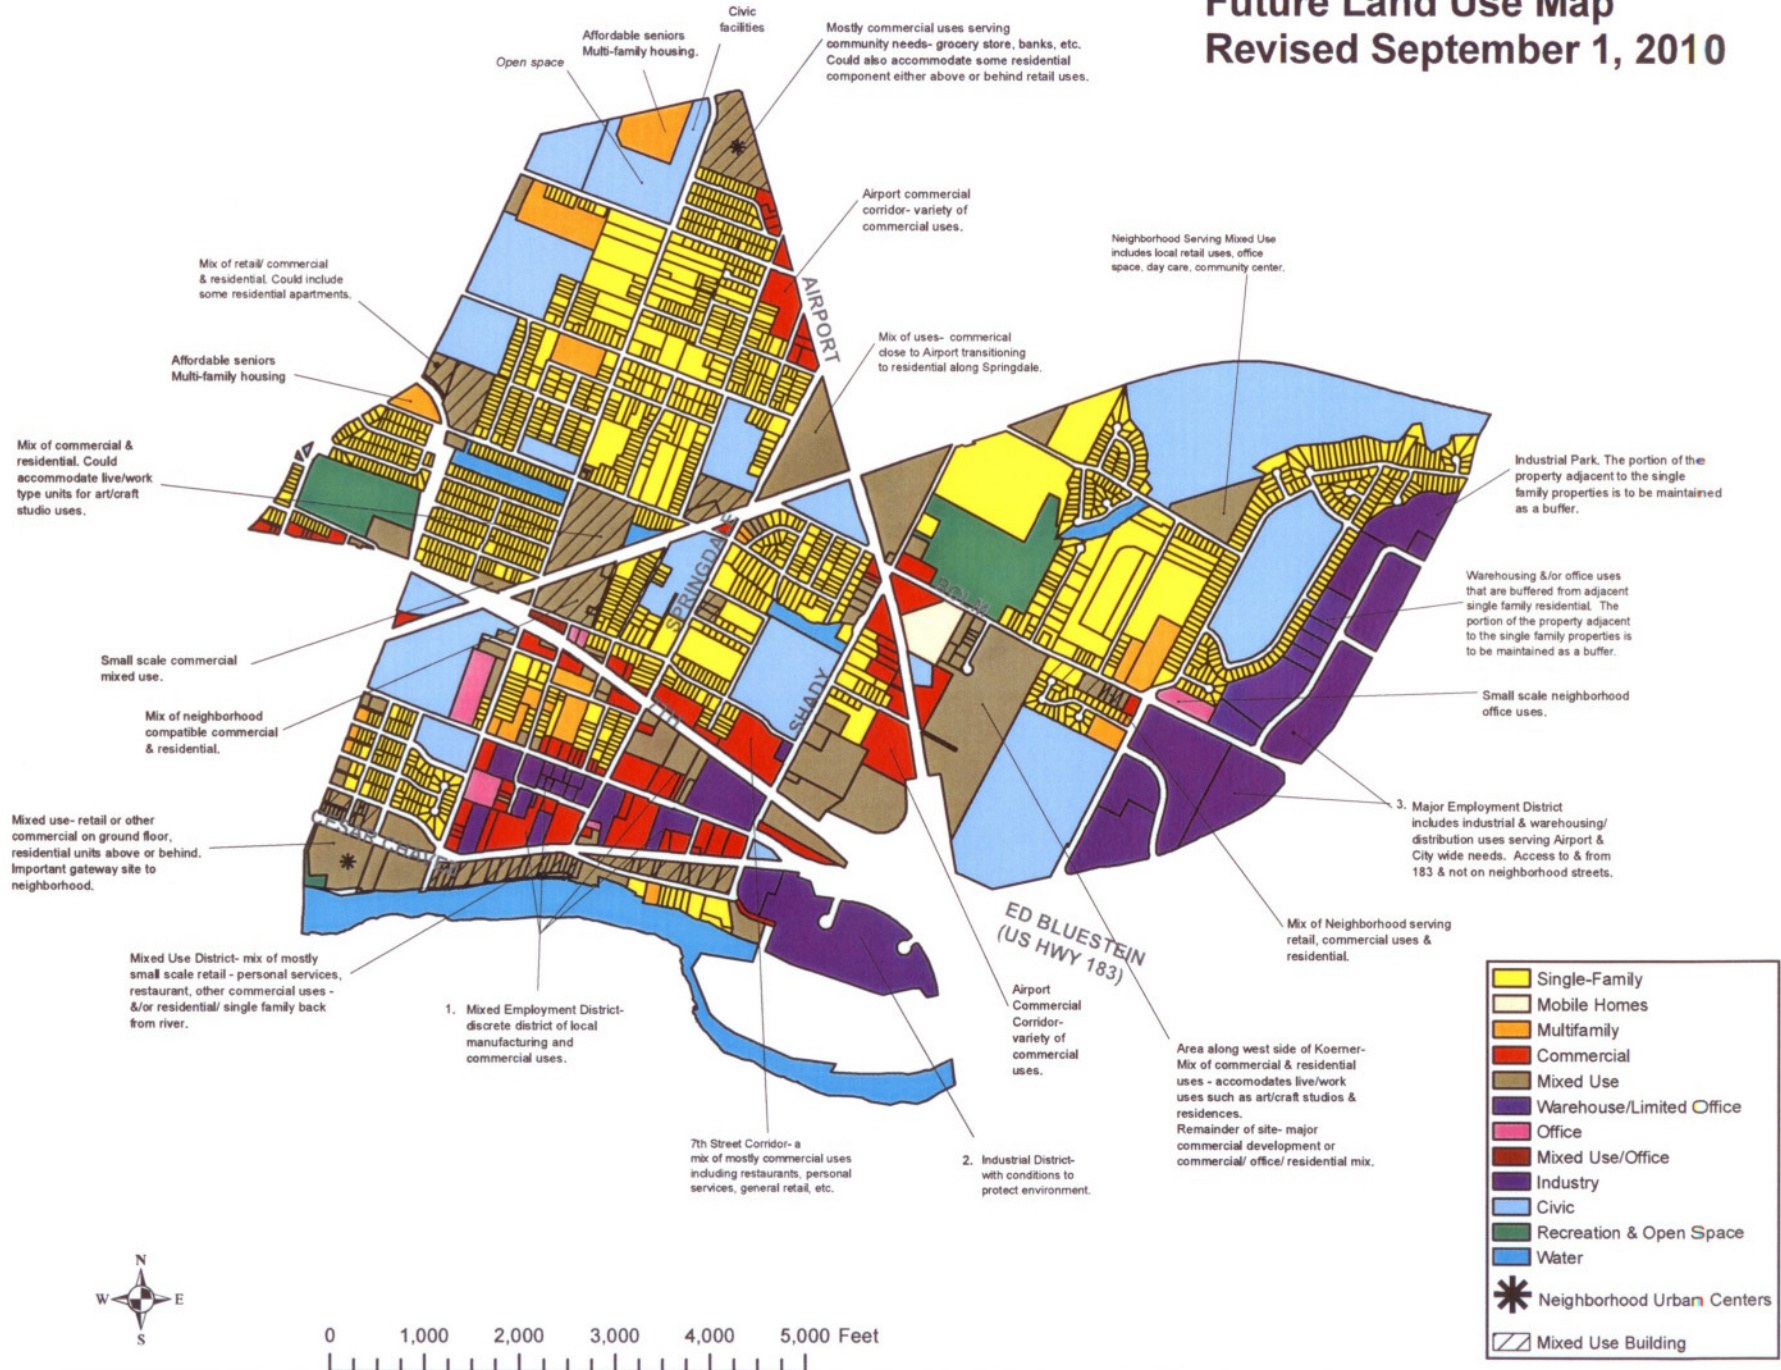 Future Land Use Map
Revised September 1, 2010
Civic
facilities
Affordable seniors
Multi-family housing.
Open space
Mostly commercial uses serving
community needs- grocery store, banks, etc.
Could also accommodate some residential
component either above or behind retail uses.
Airport commercial
corridor- variety of
commercial uses.
Neighborhood Serving Mixed Use
includes local retail uses, office
space, day care, community center.
Mix of retail/ commercial
& residential. Could include
some residential apartments.
AIRPORT
Mix of uses- commerical
close to Airport transitioning
to residential along Springdale.
Affordable seniors
Multi-family housing
Mix of commercial &
residential. Could
accommodate live/work
type units for art/craft
studio uses.
Industrial Park. The portion of the
property adjacent to the single
family properties is to be maintained
as a buffer.
SPRINGDALE
BOLM
Warehousing &/or office uses
that are buffered from adjacent
single family residential. The
portion of the property adjacent
to the single family properties is
to be maintained as a buffer.
Small scale commercial
mixed use.
SHADY
Small scale neighborhood
office uses.
7TH
Mix of neighborhood
compatible commercial
& residential.
Mixed use- retail or other
commercial on ground floor,
residential units above or behind.
Important gateway site to
neighborhood.
CESAR CHAVEZ
3. Major Employment District
includes industrial & warehousing/
distribution uses serving Airport &
City wide needs. Access to & from
183 & not on neighborhood streets.
ED BLUESTEIN
(US HWY 183)
Mix of Neighborhood serving
retail, commercial uses &
residential.
Mixed Use District- mix of mostly
small scale retail - personal services,
restaurant, other commercial uses -
&/or residential/ single family back
from river.
1. Mixed Employment District-
discrete district of local
manufacturing and
commercial uses.
Airport
Commercial
Corridor-
variety of
commercial
uses.
Area along west side of Koerner-
Mix of commercial & residential
uses - accomodates live/work
uses such as art/craft studios &
residences.
Remainder of site- major
commercial development or
commercial/ office/ residential mix.
7th Street Corridor- a
mix of mostly commercial uses
including restaurants, personal
services, general retail, etc.
2. Industrial District-
with conditions to
protect environment.
Single-Family
Mobile Homes
Multifamily
Commercial
Mixed Use
Warehouse/Limited Office
Office
Mixed Use/Office
Industry
Civic
Recreation & Open Space
Water
Neighborhood Urban Centers
Mixed Use Building
N
W E
S
0 1,000 2,000 3,000 4,000 5,000 Feet